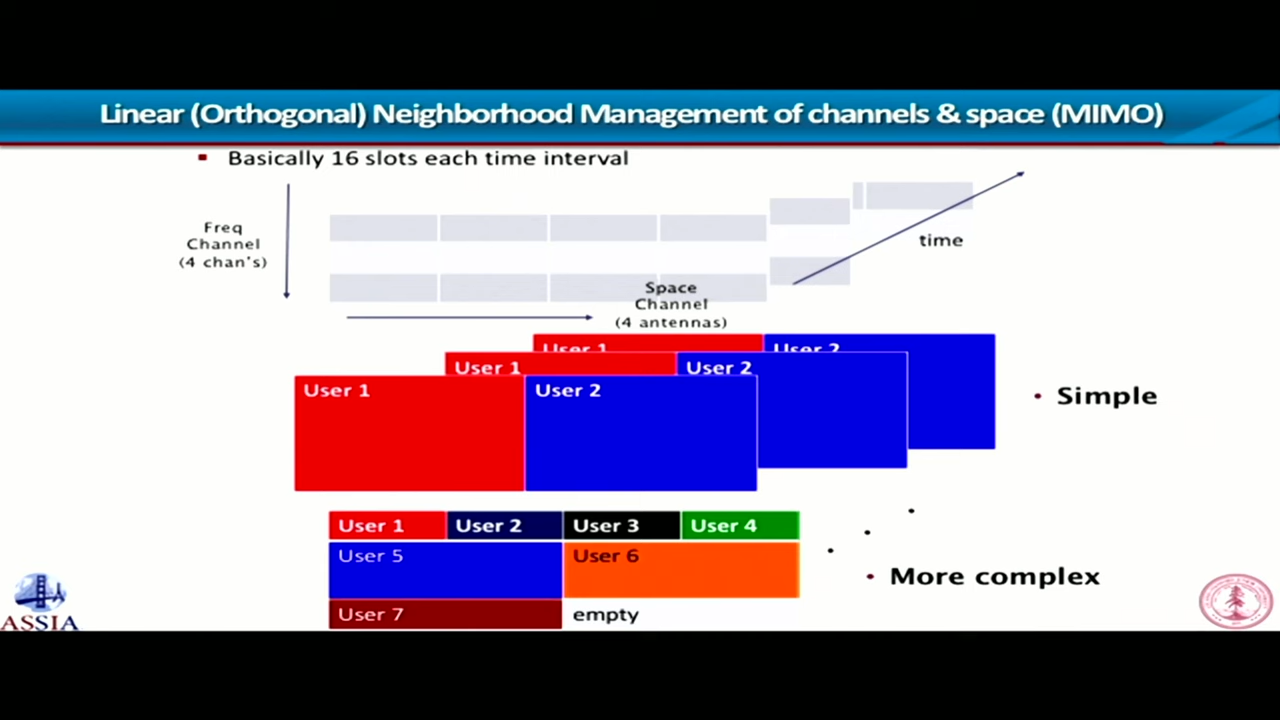 Linear (Orthogonal) Neighborhood Management of channels & space (MIMO)
Basically 16 slots each time interval
Freq
Channel
(4 chan's)
time
Space
Channel
(4 antennas)
User 1
User 2
User 1
User 2
User 1
User 2
Simple
User 1
User 2
User 3
User 4
User 5
User 6
More complex
User 7
empty
ASSIA